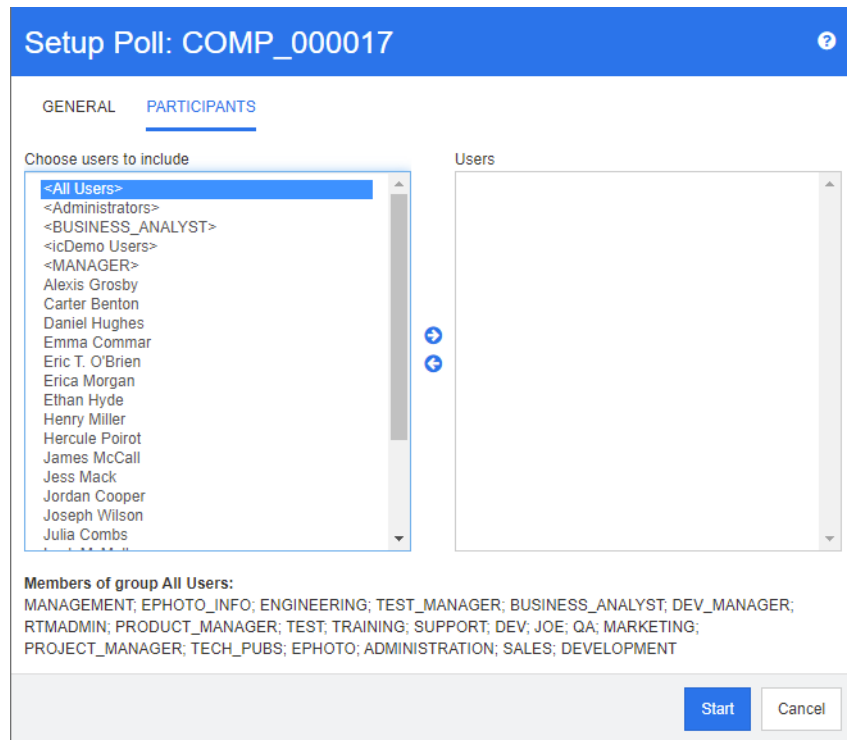 Setup Poll: COMP_000017
GENERAL PARTICIPANTS
Choose users to include
Users
<All Users>
<Administrators>
<BUSINESS_ANALYST>
<icDemo Users>
<MANAGER>
Alexis Grosby
Carter Benton
Daniel Hughes
Emma Commar
Eric T. O'Brien
Erica Morgan
Ethan Hyde
Henry Miller
Hercule Poirot
James McCall
Jess Mack
Jordan Cooper
Joseph Wilson
Julia Combs
Members of group All Users:
MANAGEMENT; EPHOTO_INFO; ENGINEERING; TEST_MANAGER; BUSINESS_ANALYST; DEV_MANAGER;
RTMADMIN; PRODUCT_MANAGER; TEST; TRAINING; SUPPORT; DEV; JOE; QA; MARKETING;
PROJECT_MANAGER; TECH_PUBS; EPHOTO; ADMINISTRATION; SALES; DEVELOPMENT
Start Cancel